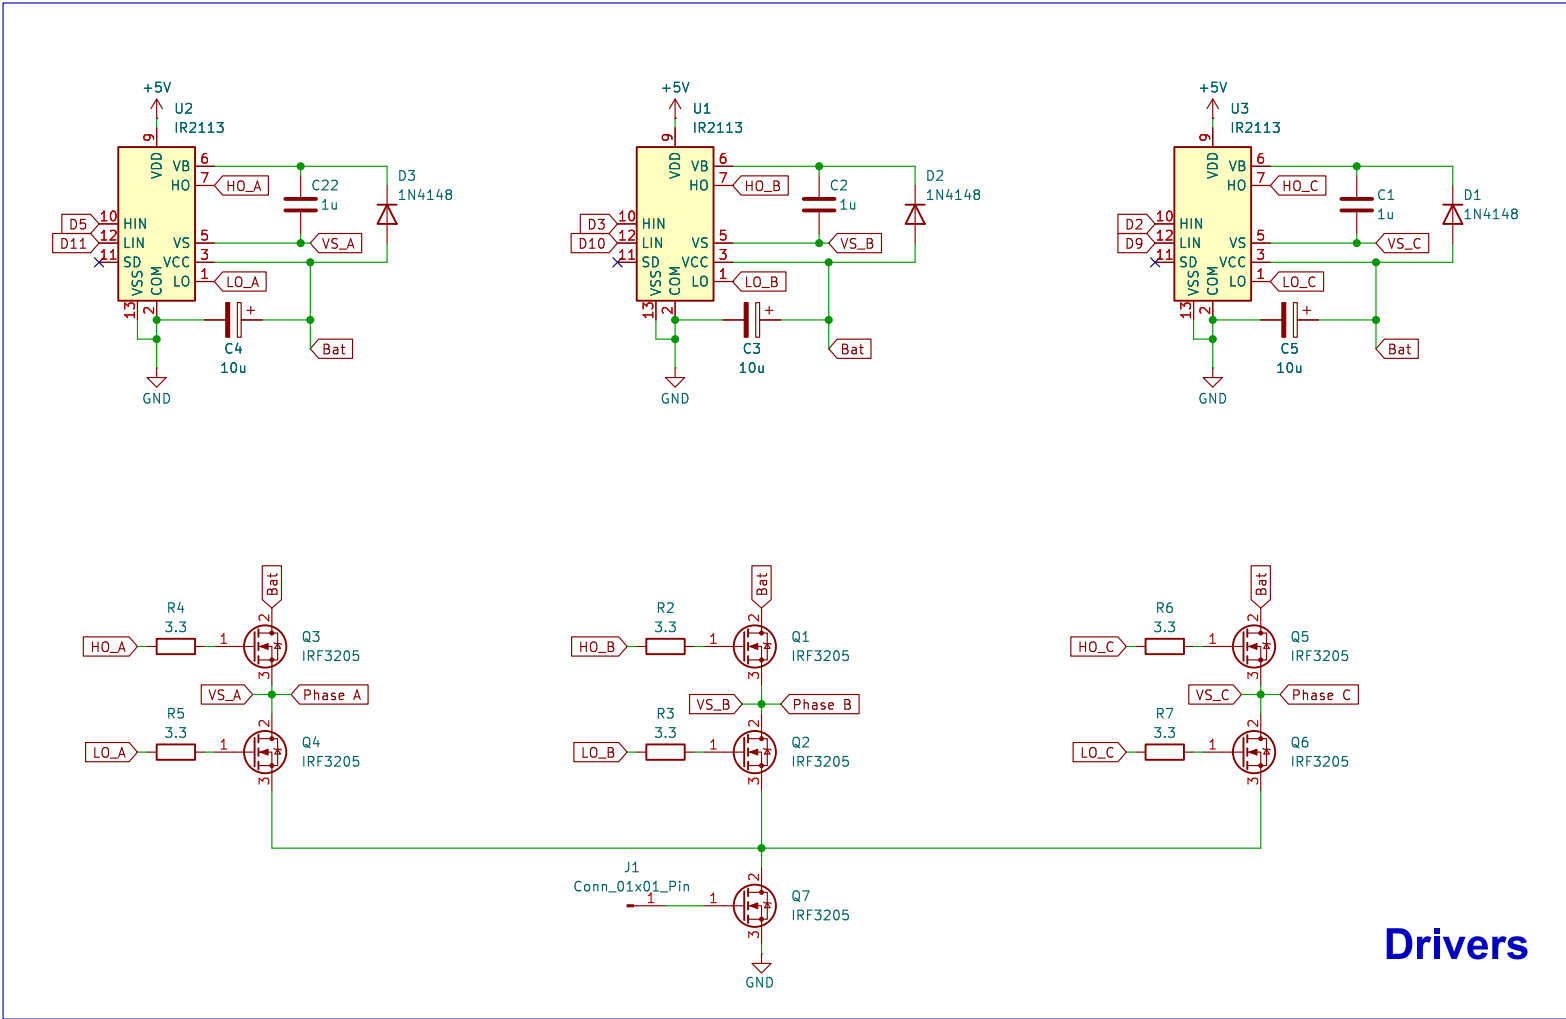 +5V
U2
IR2113
9
VDD
VB 6
HO 7
HO_A
D5 10 HIN
D11 12 LIN
11 SD
VS 5
VS_A
VCC 3
LO 1
LO_A
VSS
COM
13
2
C22
1u
D3
1N4148
+
C4
10u
Bat
GND
+5V
U1
IR2113
9
VDD
VB 6
HO 7
HO_B
D3 10 HIN
D10 12 LIN
11 SD
VS 5
VS_B
VCC 3
LO 1
LO_B
VSS
COM
13
2
C2
1u
D2
1N4148
+
C3
10u
Bat
GND
+5V
U3
IR2113
9
VDD
VB 6
HO 7
HO_C
D2 10 HIN
D9 12 LIN
11 SD
VS 5
VS_C
VCC 3
LO 1
LO_C
VSS
COM
13
2
C1
1u
D1
1N4148
+
C5
10u
Bat
GND
Bat
R4
3.3
HO_A
1
2
3
Q3
IRF3205
VS_A
Phase A
R5
3.3
LO_A
1
2
3
Q4
IRF3205
Bat
R2
3.3
HO_B
1
2
3
Q1
IRF3205
VS_B
Phase B
R3
3.3
LO_B
1
2
3
Q2
IRF3205
Bat
R6
3.3
HO_C
1
2
3
Q5
IRF3205
VS_C
Phase C
R7
3.3
LO_C
1
2
3
Q6
IRF3205
J1
Conn_01x01_Pin
1
1
2
3
Q7
IRF3205
GND
Drivers